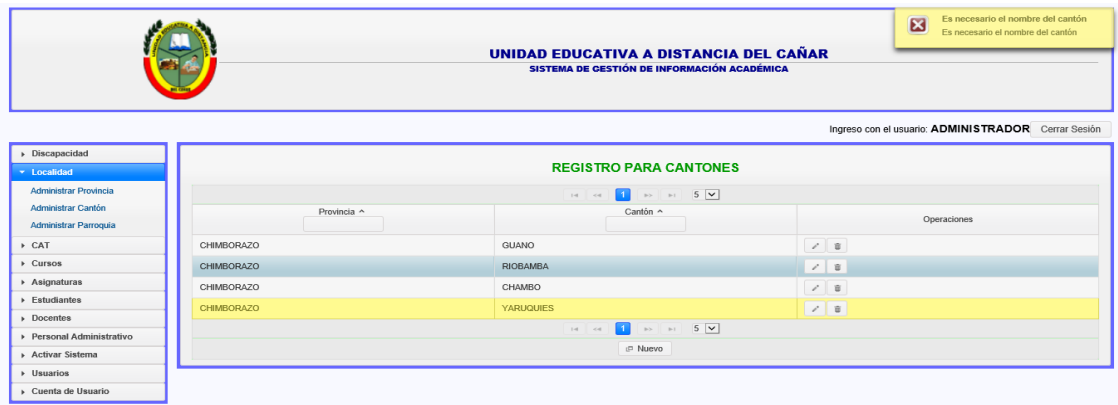 Es necesario el nombre del cantón
Es necesario el nombre del cantón
UNIDAD EDUCATIVA A DISTANCIA DEL CAÑAR
SISTEMA DE GESTIÓN DE INFORMACIÓN ACADÉMICA
Ingreso con el usuario: ADMINISTRADOR Cerrar Sesión
Discapacidad
Localidad
Administrar Provincia
Administrar Cantón
Administrar Parroquia
CAT
Cursos
Asignaturas
Estudiantes
Docentes
Personal Administrativo
Activar Sistema
Usuarios
Cuenta de Usuario
REGISTRO PARA CANTONES
1 5
Provincia Cantón Operaciones
CHIMBORAZO GUANO
CHIMBORAZO RIOBAMBA
CHIMBORAZO CHAMBO
CHIMBORAZO YARUQUIES
1 5
Nuevo